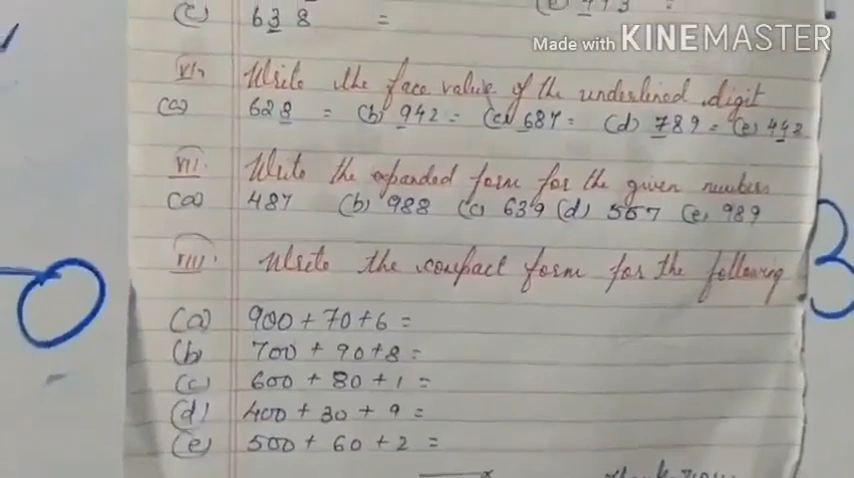 (c) 638 =
Made with KINEMASTER
VI. Write the face value of the underlined digit
(a) 628 = (b) 942 = (c) 687 = (d) 789 = (e) 442
VII. Write the expanded form for the given numbers
(a) 487 (b) 988 (c) 639 (d) 567 (e) 989
VIII. Write the compact form for the following
(a) 900 + 70 + 6 =
(b) 700 + 90 + 8 =
(c) 600 + 80 + 1 =
(d) 400 + 30 + 9 =
(e) 500 + 60 + 2 =